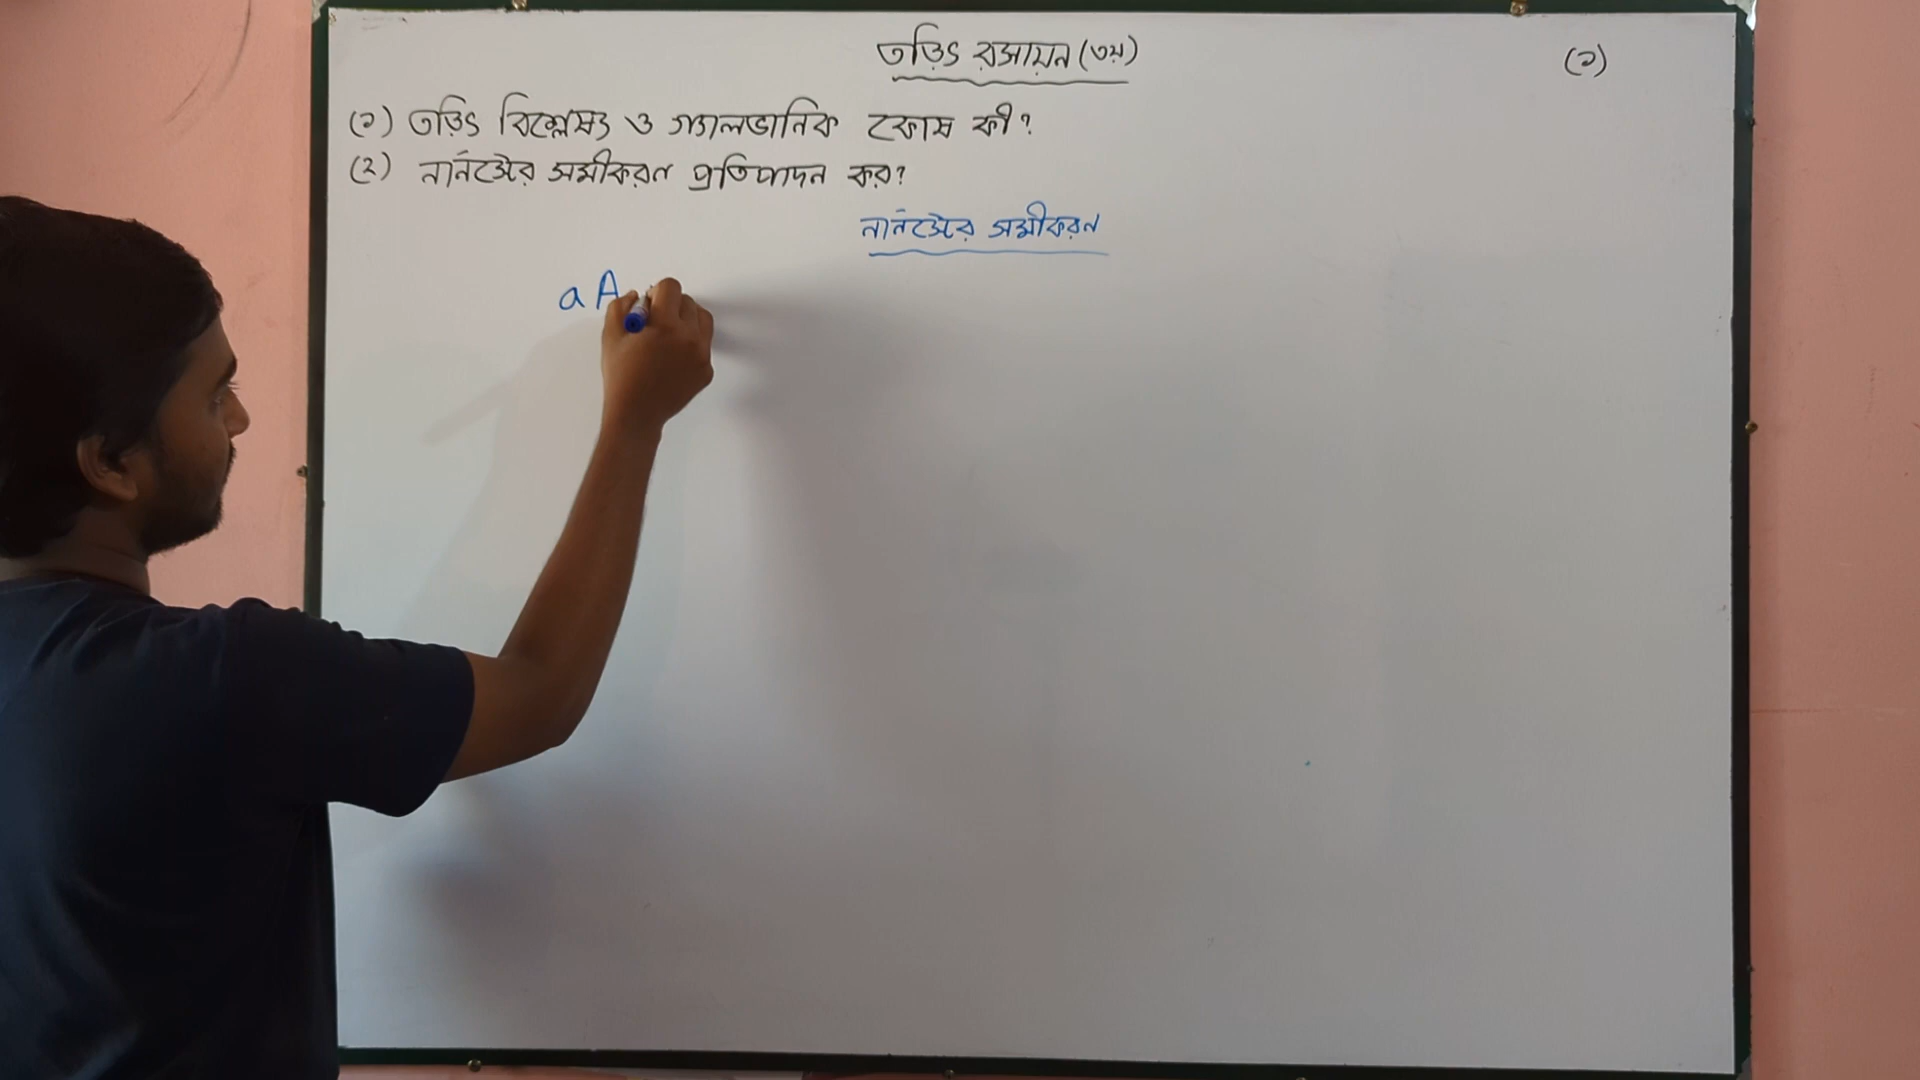 তড়িৎ রসায়ন (৩য়)
(১)
(১) তড়িৎ বিশ্লেষ্য ও গ্যালভানিক কোষ কী?
(২) নার্নস্টের সমীকরণ প্রতিপাদন কর?
নার্নস্টের সমীকরণ
a A